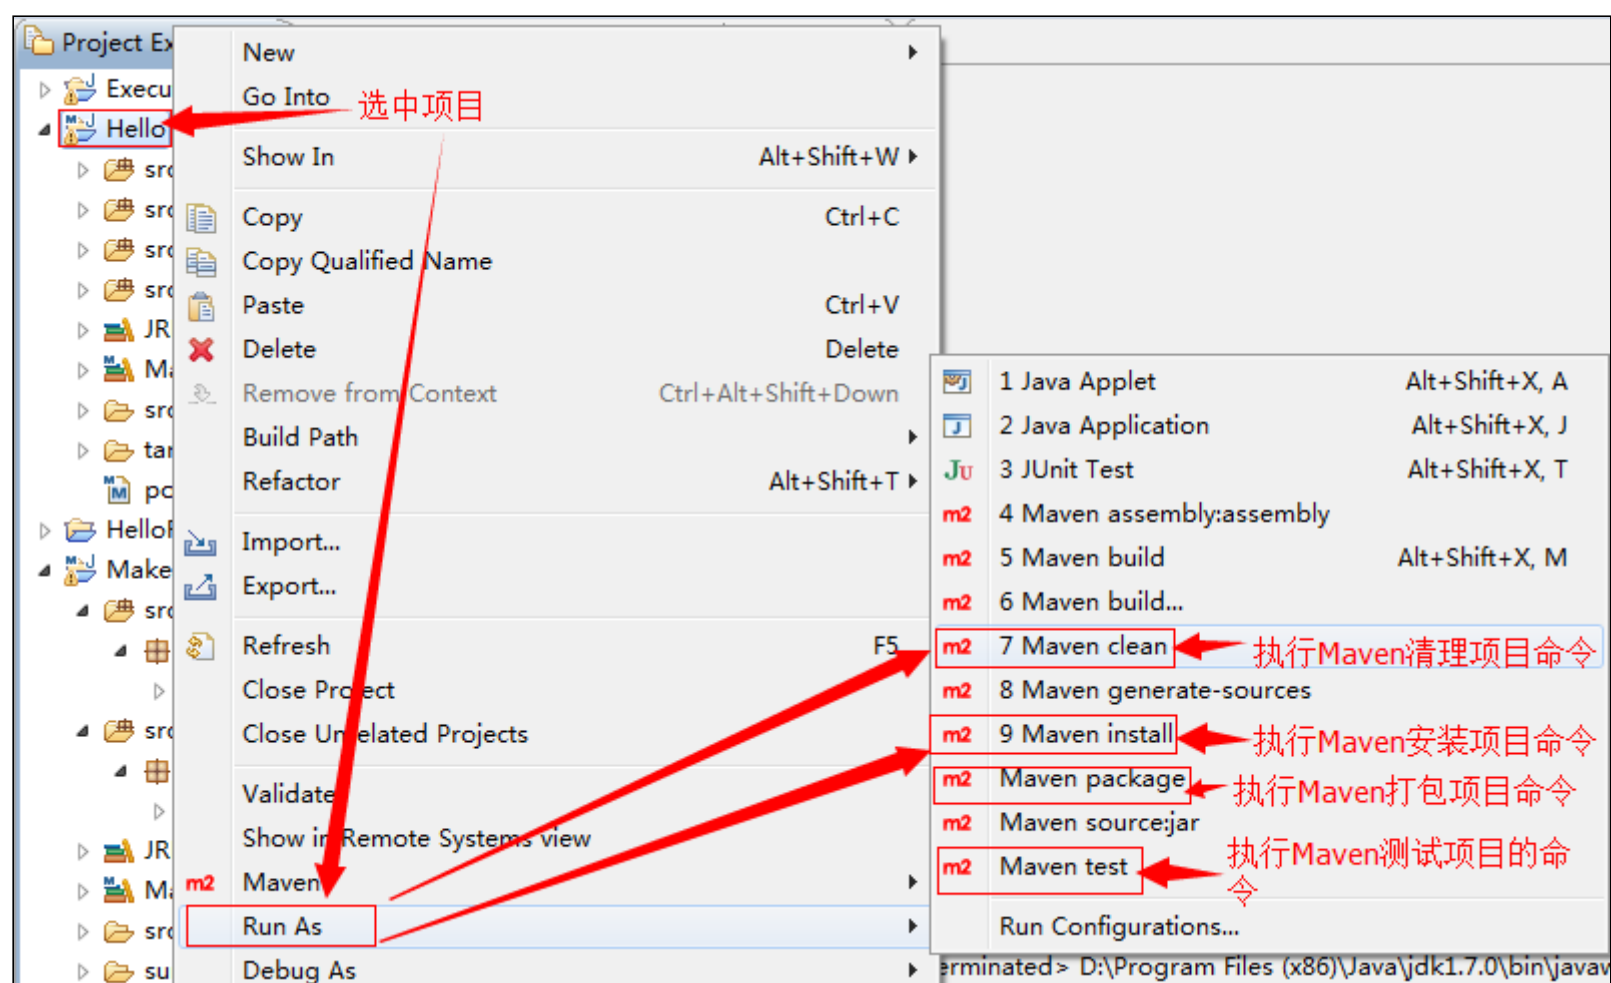 Project Ex
Execu
Hello
src
src
src
src
JR
Ma
src
tar
po
HelloF
Make
src
src
JR
Ma
src
su
New
Go Into
选中项目
Show In Alt+Shift+W
Copy Ctrl+C
Copy Qualified Name
Paste Ctrl+V
Delete Delete
Remove from Context Ctrl+Alt+Shift+Down
Build Path
Refactor Alt+Shift+T
Import...
Export...
Refresh F5
Close Project
Close Unrelated Projects
Validate
Show in Remote Systems view
m2 Maven
Run As
Debug As
1 Java Applet Alt+Shift+X, A
2 Java Application Alt+Shift+X, J
Ju 3 JUnit Test Alt+Shift+X, T
m2 4 Maven assembly:assembly
m2 5 Maven build Alt+Shift+X, M
m2 6 Maven build...
m2 7 Maven clean 执行Maven清理项目命令
m2 8 Maven generate-sources
m2 9 Maven install 执行Maven安装项目命令
m2 Maven package 执行Maven打包项目命令
m2 Maven source:jar
m2 Maven test 执行Maven测试项目的命
令
Run Configurations...
erminated> D:\Program Files (x86)\Java\jdk1.7.0\bin\javaw